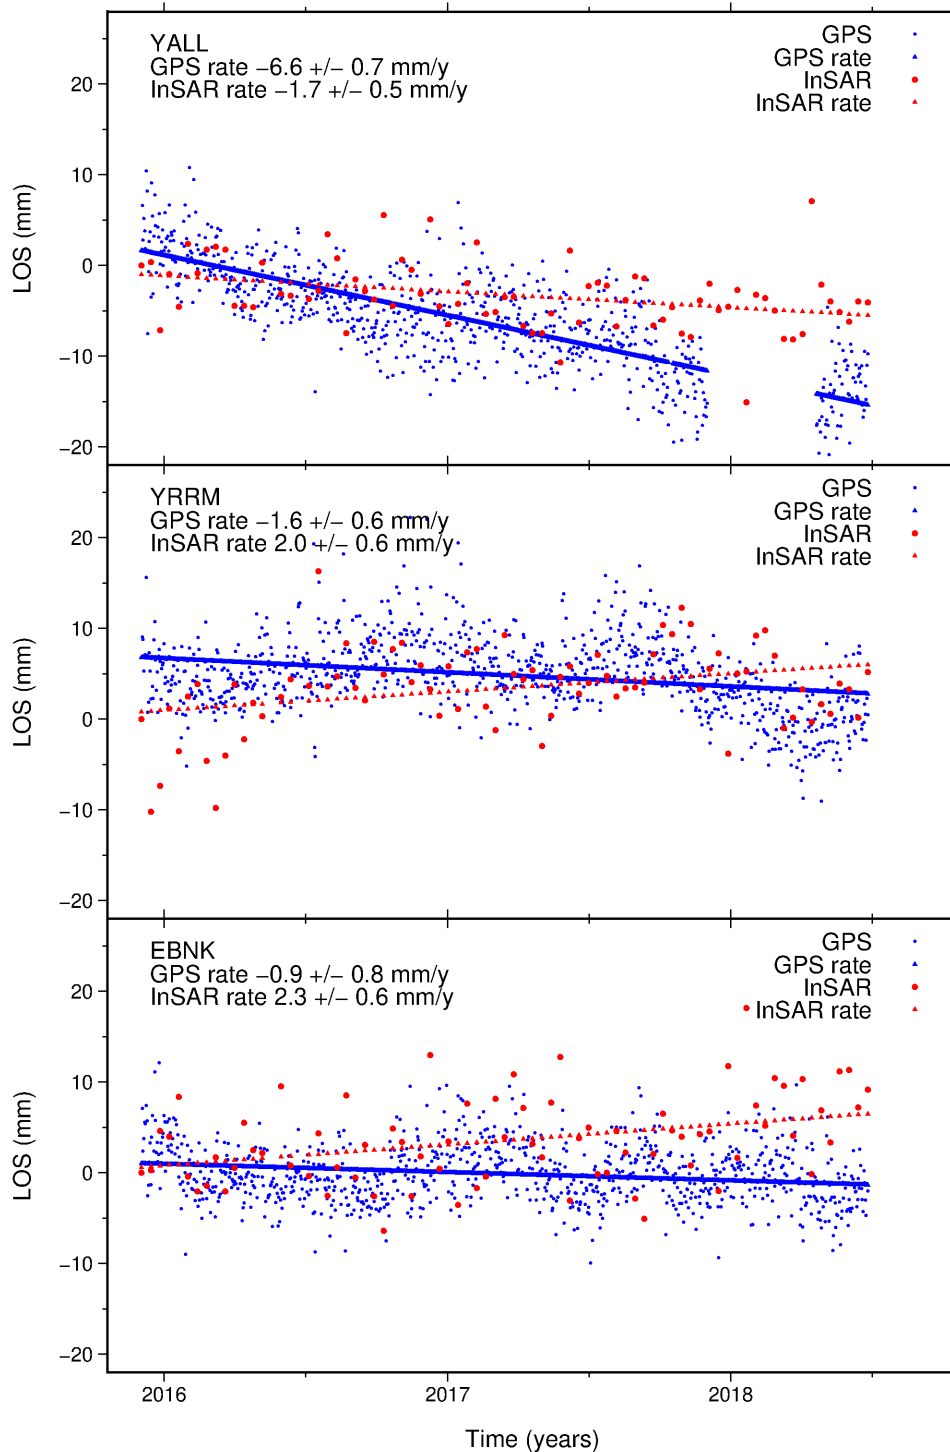 YALL
GPS rate −6.6 +/− 0.7 mm/y
InSAR rate −1.7 +/− 0.5 mm/y
GPS
GPS rate
InSAR
InSAR rate
20
10
0
−10
−20
LOS (mm)
YRRM
GPS rate −1.6 +/− 0.6 mm/y
InSAR rate 2.0 +/− 0.6 mm/y
GPS
GPS rate
InSAR
InSAR rate
20
10
0
−10
−20
LOS (mm)
EBNK
GPS rate −0.9 +/− 0.8 mm/y
InSAR rate 2.3 +/− 0.6 mm/y
GPS
GPS rate
InSAR
InSAR rate
20
10
0
−10
−20
LOS (mm)
2016
2017
2018
Time (years)